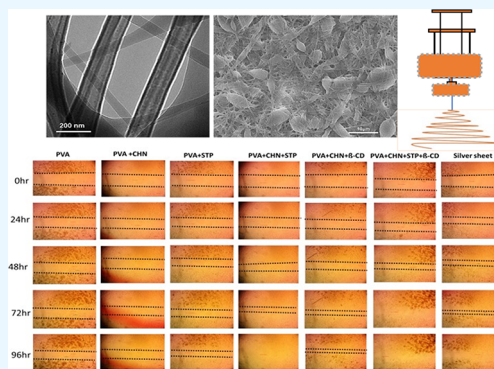 200 nm
PVA PVA +CHN PVA+STP PVA+CHN+STP PVA+CHN+ß-CD PVA+CHN+STP+ß-CD Silver sheet
0hr
24hr
48hr
72hr
96hr